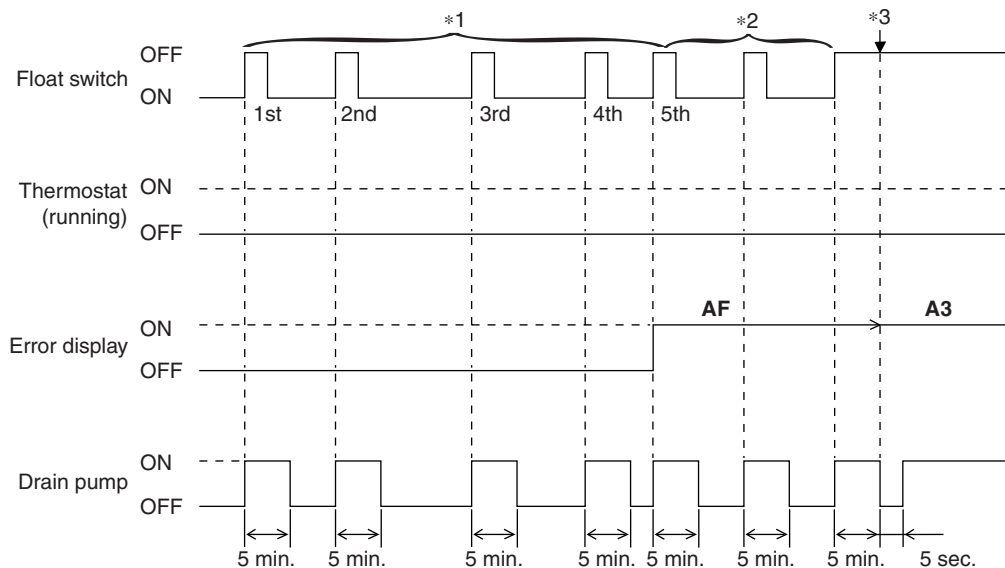 *1 *2 *3
OFF
Float switch
ON
1st 2nd 3rd 4th 5th
ON
Thermostat
(running)
OFF
AF A3
ON
Error display
OFF
ON
Drain pump
OFF
5 min. 5 min. 5 min. 5 min. 5 min. 5 min. 5 min. 5 sec.